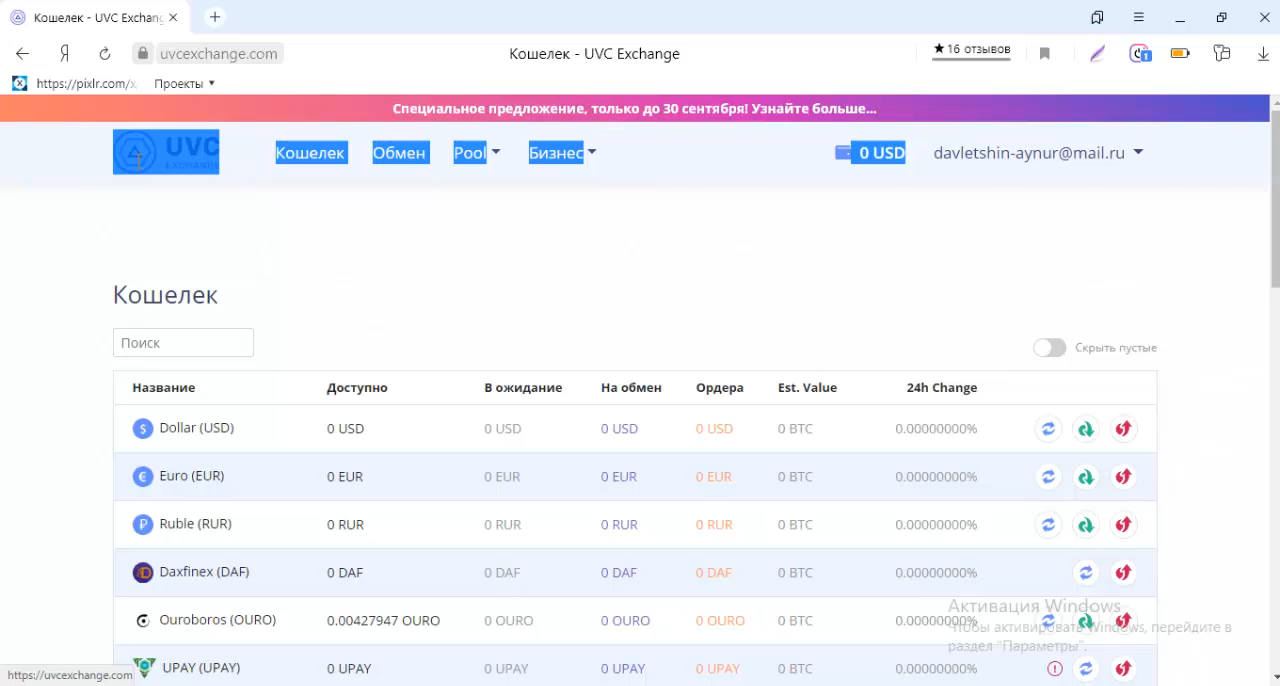 Кошелек - UVC Exchang
uvcexchange.com
Кошелек - UVC Exchange
★16 отзывов
1
https://pixlr.com/x
Проекты
Специальное предложение, только до 30 сентября! Узнайте больше...
UVC
EXCHANGE
Кошелек Обмен Pool Бизнес 0 USD davletshin-aynur@mail.ru
Кошелек
Поиск
Скрыть пустые
Название Доступно В ожидание На обмен Ордера Est. Value 24h Change
Dollar (USD) 0 USD 0 USD 0 USD 0 USD 0 BTC 0.00000000%
Euro (EUR) 0 EUR 0 EUR 0 EUR 0 EUR 0 BTC 0.00000000%
Ruble (RUR) 0 RUR 0 RUR 0 RUR 0 RUR 0 BTC 0.00000000%
Daxfinex (DAF) 0 DAF 0 DAF 0 DAF 0 DAF 0 BTC 0.00000000%
Ouroboros (OURO) 0.00427947 OURO 0 OURO 0 OURO 0 OURO 0 BTC 0.00000000%
UPAY (UPAY) 0 UPAY 0 UPAY 0 UPAY 0 UPAY 0 BTC 0.00000000%
Активация Windows
Чтобы активировать Windows, перейдите в
раздел "Параметры".
https://uvcexchange.com